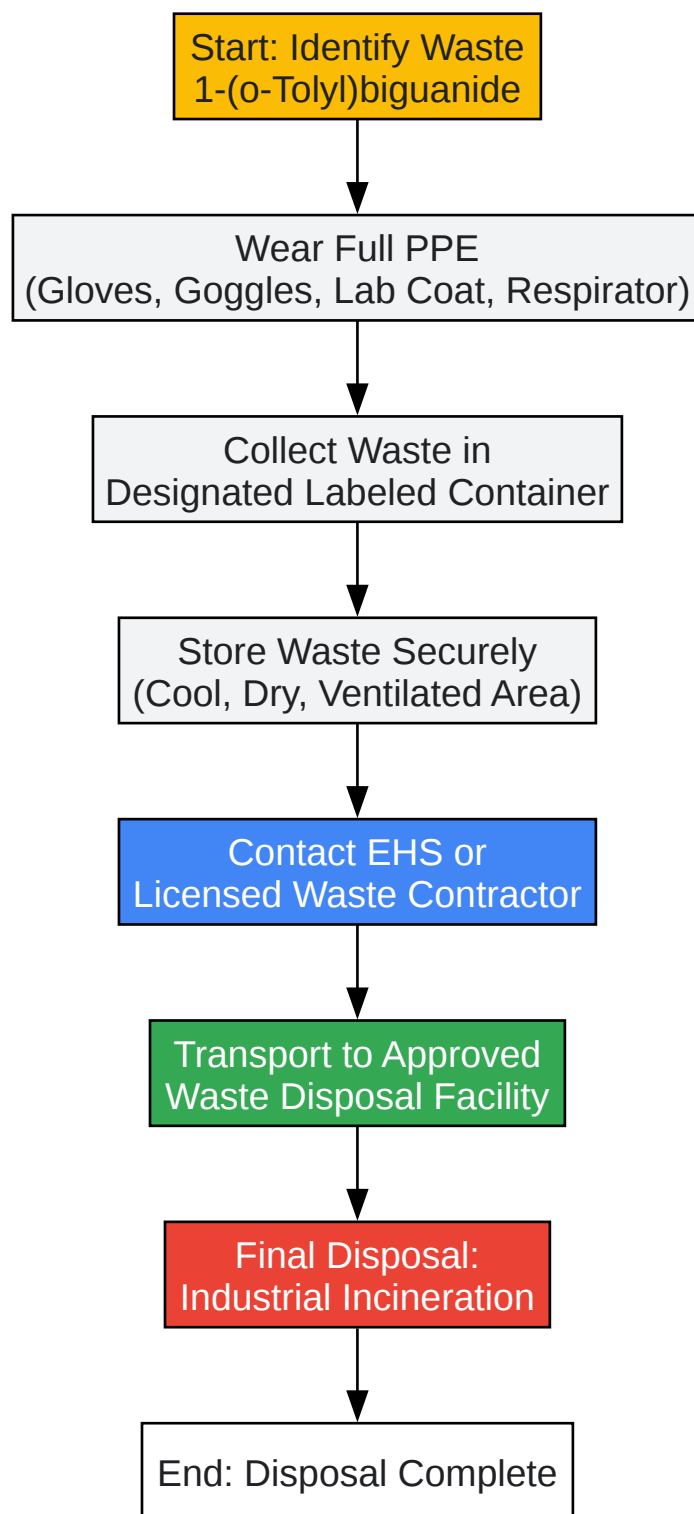 Start: Identify Waste
1-(o-Tolyl)biguanide
Wear Full PPE
(Gloves, Goggles, Lab Coat, Respirator)
Collect Waste in
Designated Labeled Container
Store Waste Securely
(Cool, Dry, Ventilated Area)
Contact EHS or
Licensed Waste Contractor
Transport to Approved
Waste Disposal Facility
Final Disposal:
Industrial Incineration
End: Disposal Complete